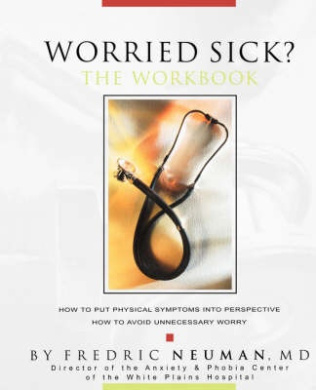 WORRIED SICK?
THE WORKBOOK
HOW TO PUT PHYSICAL SYMPTOMS INTO PERSPECTIVE
HOW TO AVOID UNNECESSARY WORRY
BY FREDRIC NEUMAN, MD
Director of the Anxiety & Phobia Center
of the White Plains Hospital